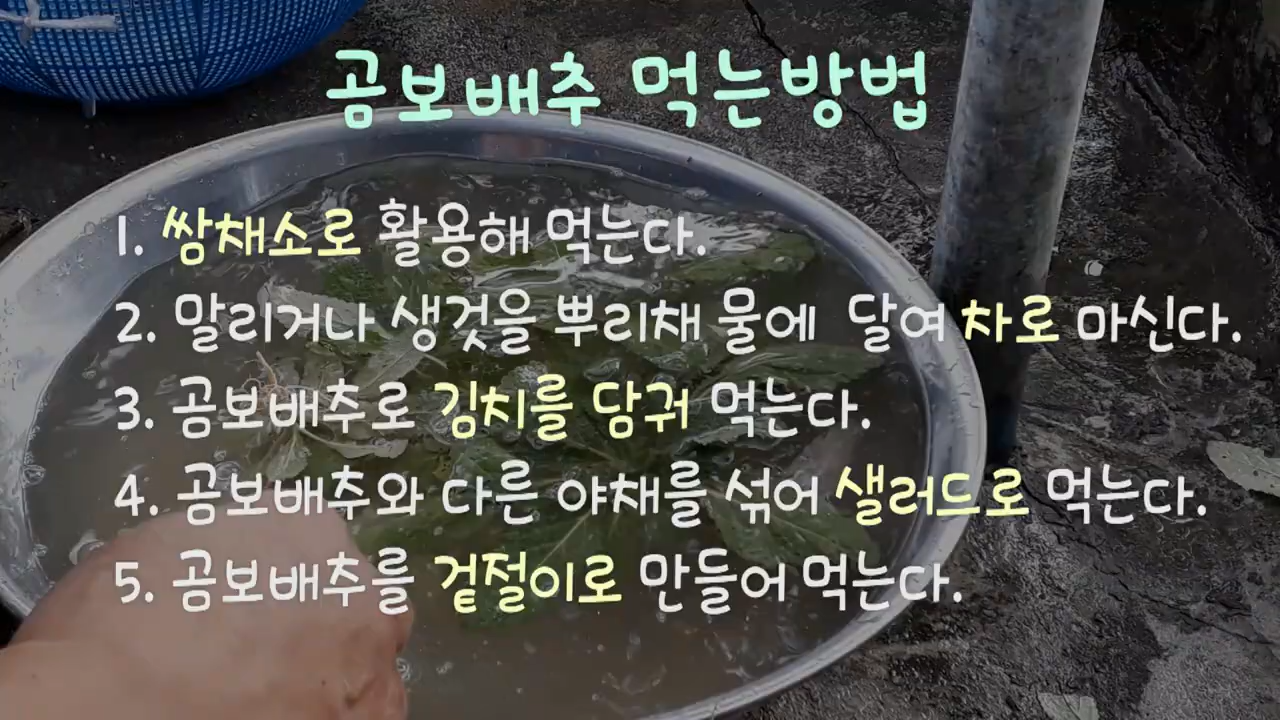 곰보배추 먹는방법
1. 쌈채소로 활용해 먹는다.
2. 말리거나 생것을 뿌리채 물에 달여 차로 마신다.
3. 곰보배추로 김치를 담궈 먹는다.
4. 곰보배추와 다른 야채를 섞어 샐러드로 먹는다.
5. 곰보배추를 겉절이로 만들어 먹는다.